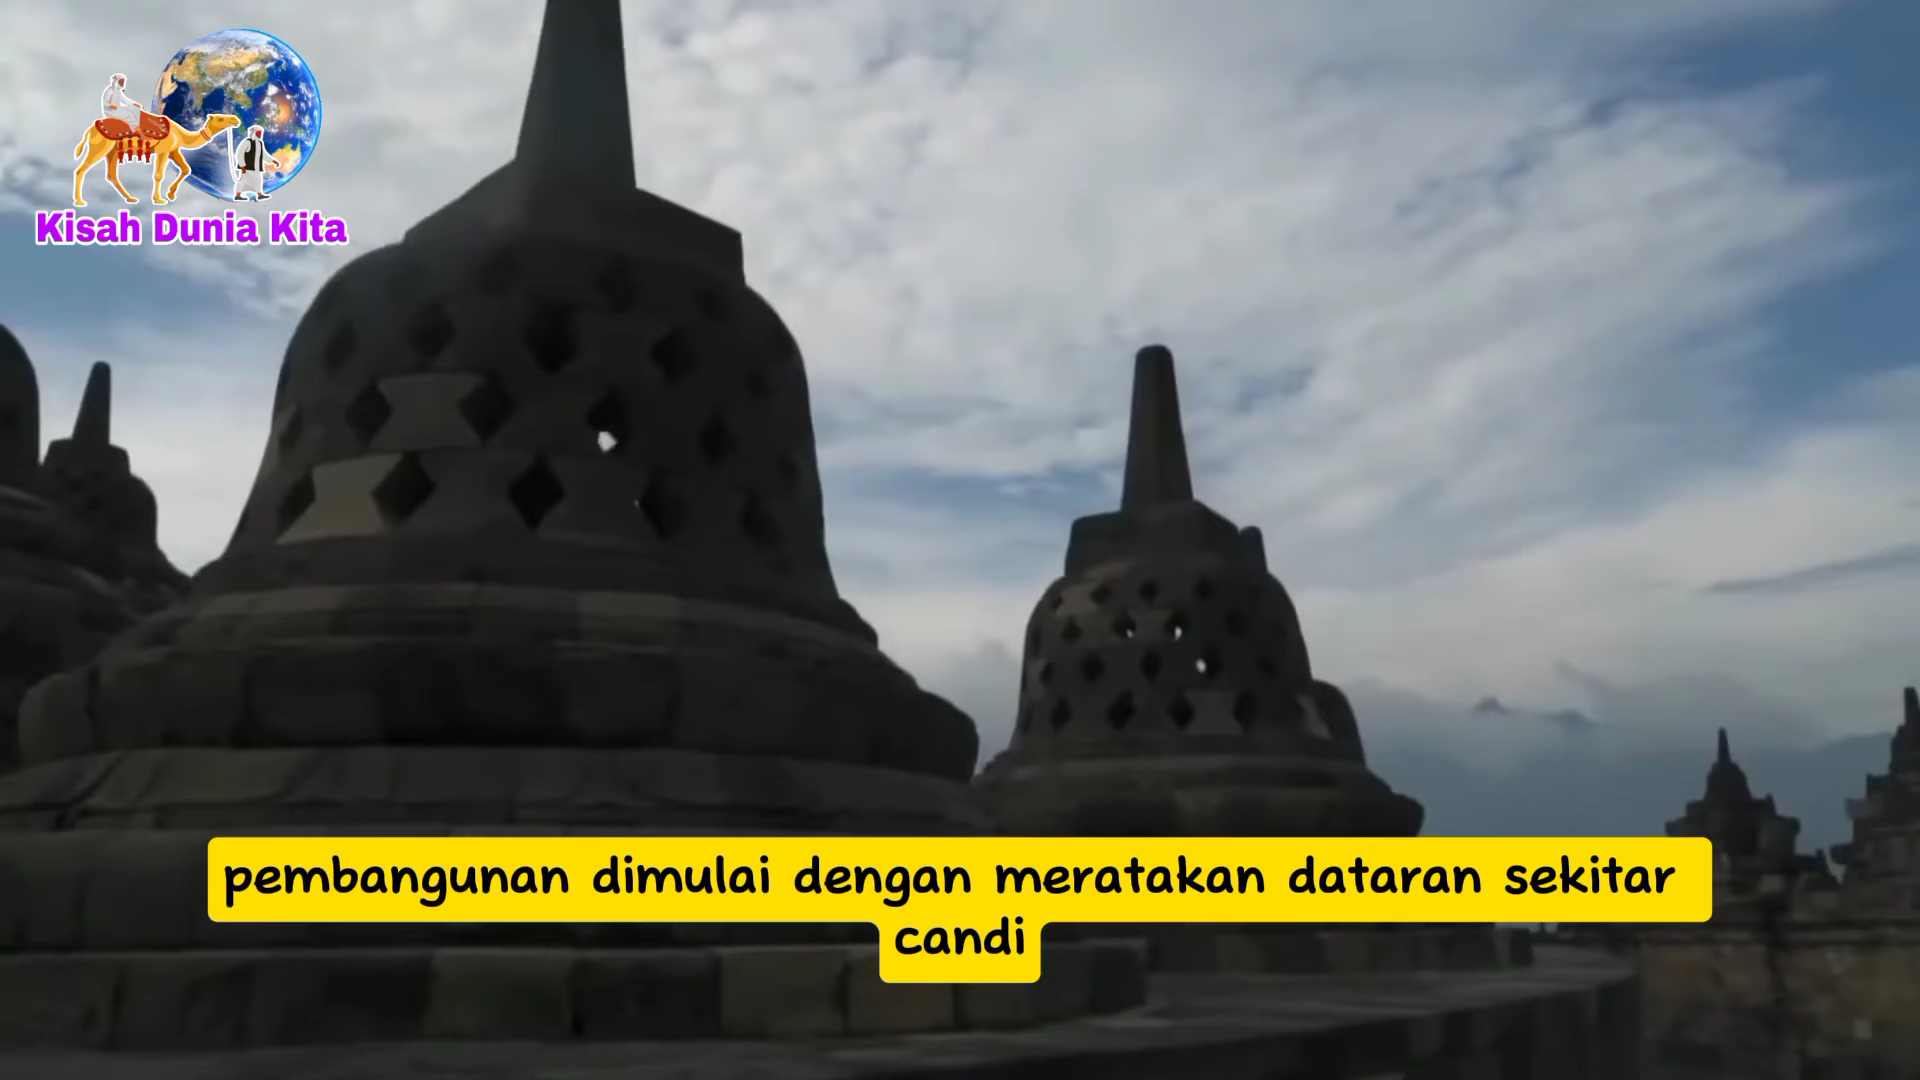 Kisah Dunia Kita
pembangunan dimulai dengan meratakan dataran sekitar
candi